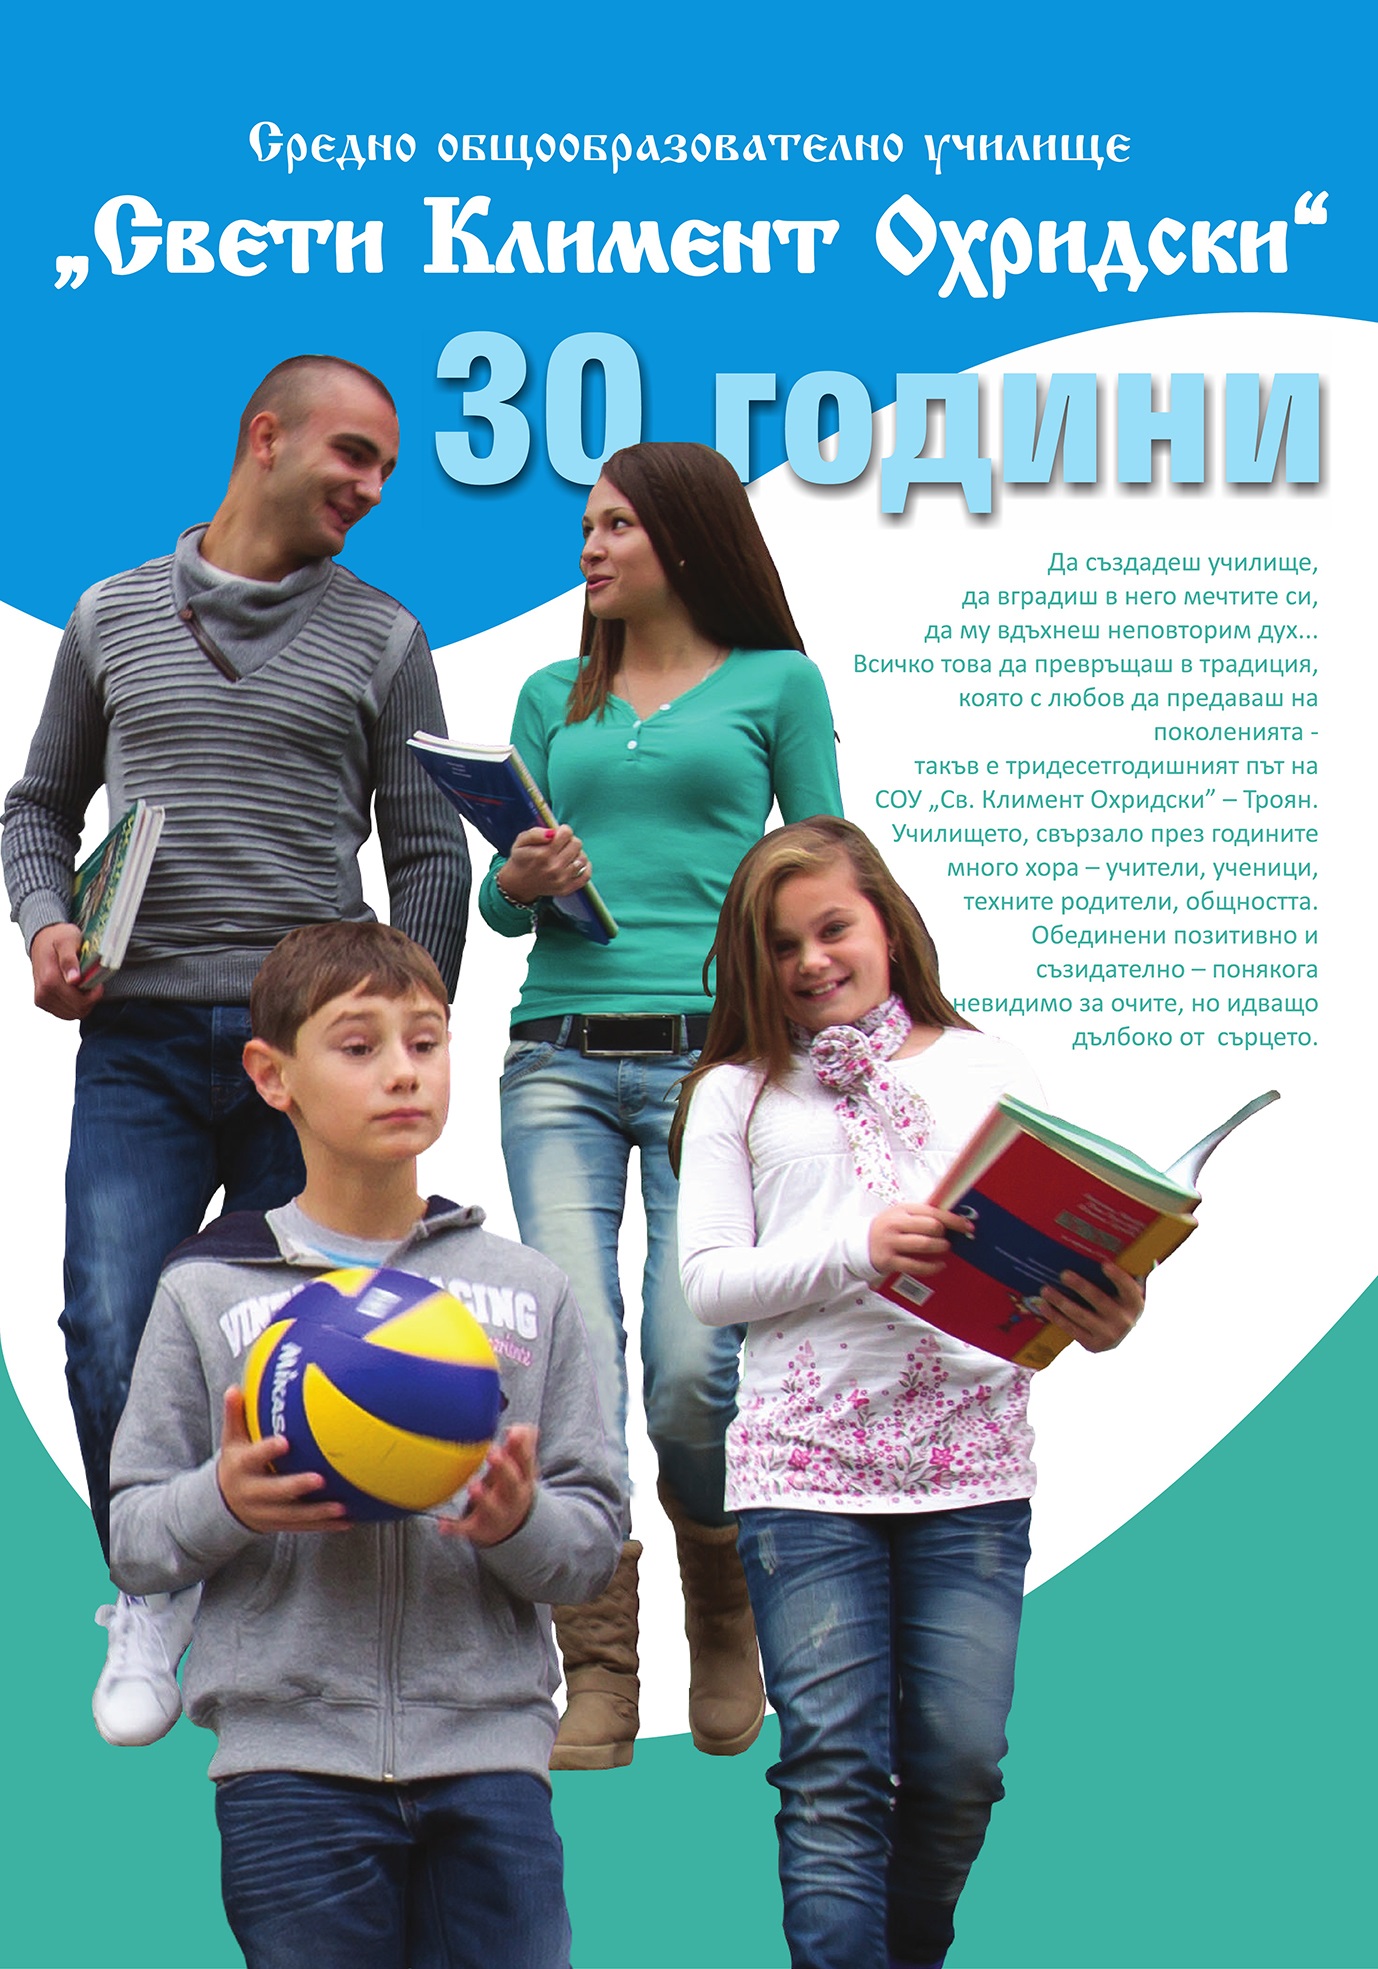 Средно общообразователно училище
„Свети Климент Охридски“
30 години
Да създадеш училище,
да вградиш в него мечтите си,
да му вдъхнеш неповторим дух...
Всичко това да превръщаш в традиция,
която с любов да предаваш на
поколенията -
такъв е тридесетгодишният път на
СОУ „Св. Климент Охридски” – Троян.
Училището, свързало през годините
много хора – учители, ученици,
техните родители, общността.
Обединени позитивно и
съзидателно – понякога
невидимо за очите, но идващо
дълбоко от  сърцето.
MIKASA